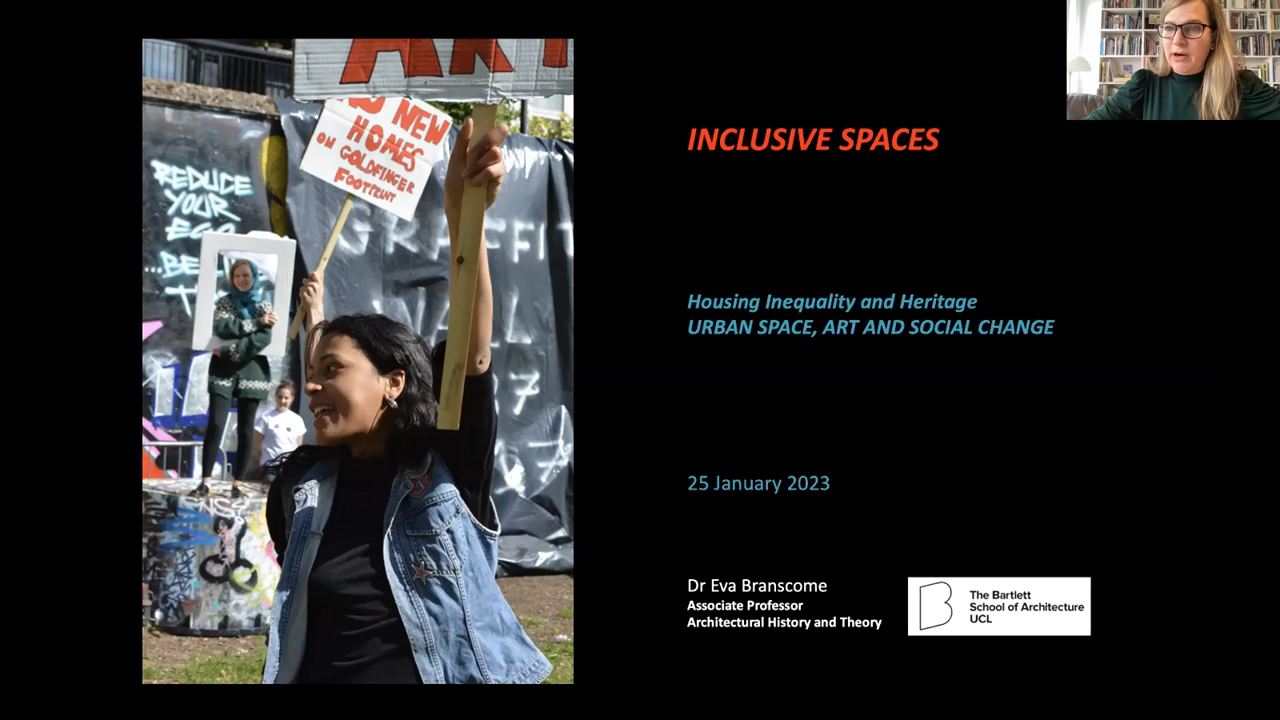 NO NEW
HOMES
ON GOLDFINGER
FOOTPRINT
REDUCE
YOUR
EGO
INCLUSIVE SPACES
Housing Inequality and Heritage
URBAN SPACE, ART AND SOCIAL CHANGE
25 January 2023
Dr Eva Branscome
Associate Professor
Architectural History and Theory
The Bartlett
School of Architecture
UCL